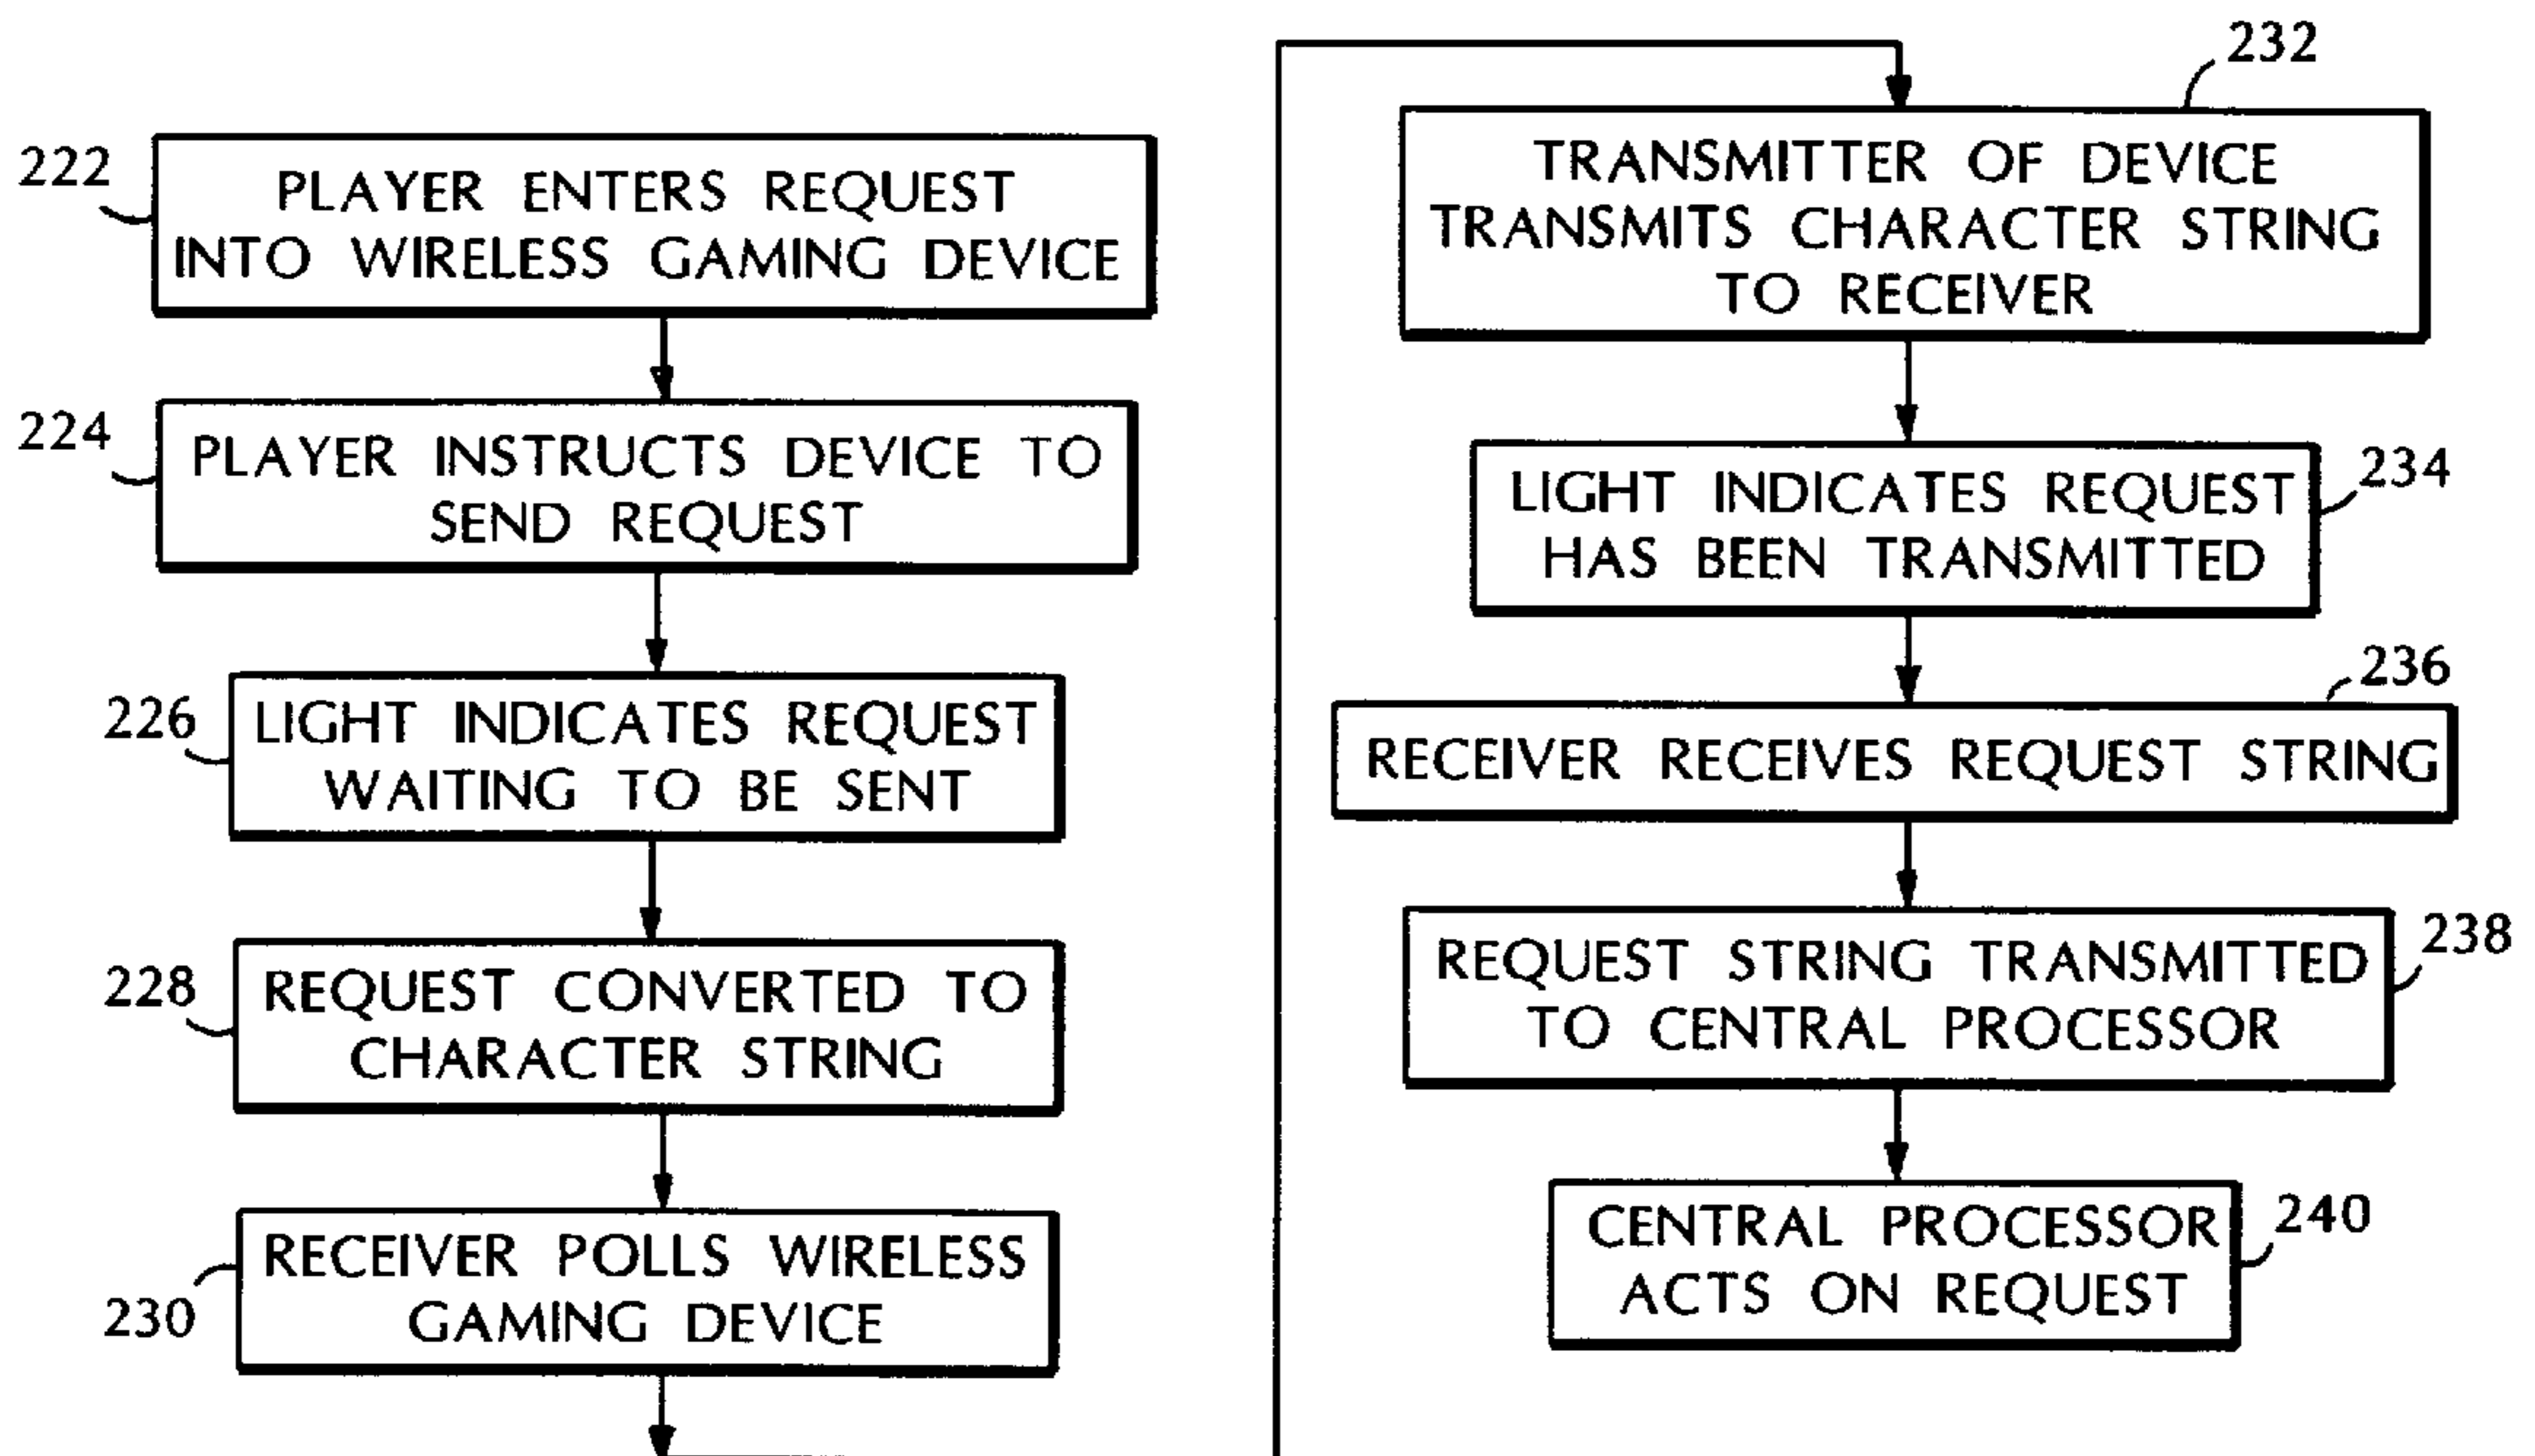 222
PLAYER ENTERS REQUEST
INTO WIRELESS GAMING DEVICE
224
PLAYER INSTRUCTS DEVICE TO
SEND REQUEST
226
LIGHT INDICATES REQUEST
WAITING TO BE SENT
228
REQUEST CONVERTED TO
CHARACTER STRING
230
RECEIVER POLLS WIRELESS
GAMING DEVICE
232
TRANSMITTER OF DEVICE
TRANSMITS CHARACTER STRING
TO RECEIVER
234
LIGHT INDICATES REQUEST
HAS BEEN TRANSMITTED
236
RECEIVER RECEIVES REQUEST STRING
238
REQUEST STRING TRANSMITTED
TO CENTRAL PROCESSOR
240
CENTRAL PROCESSOR
ACTS ON REQUEST